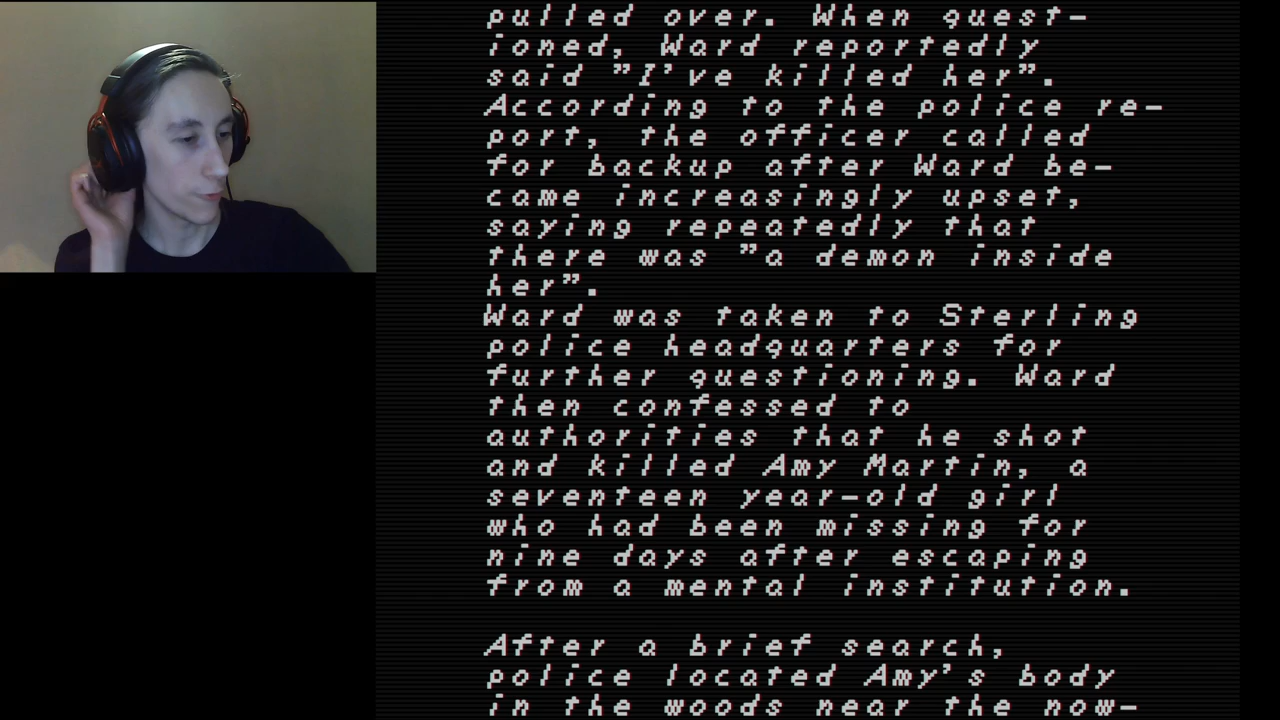 pulled over. When quest-
ioned, Ward reportedly
said "I've killed her".
According to the police re-
port, the officer called
for backup after Ward be-
came increasingly upset,
saying repeatedly that
there was "a demon inside
her".
Ward was taken to Sterling
police headquarters for
further questioning. Ward
then confessed to
authorities that he shot
and killed Amy Martin, a
seventeen year-old girl
who had been missing for
nine days after escaping
from a mental institution.
After a brief search,
police located Amy's body
in the woods near the now-